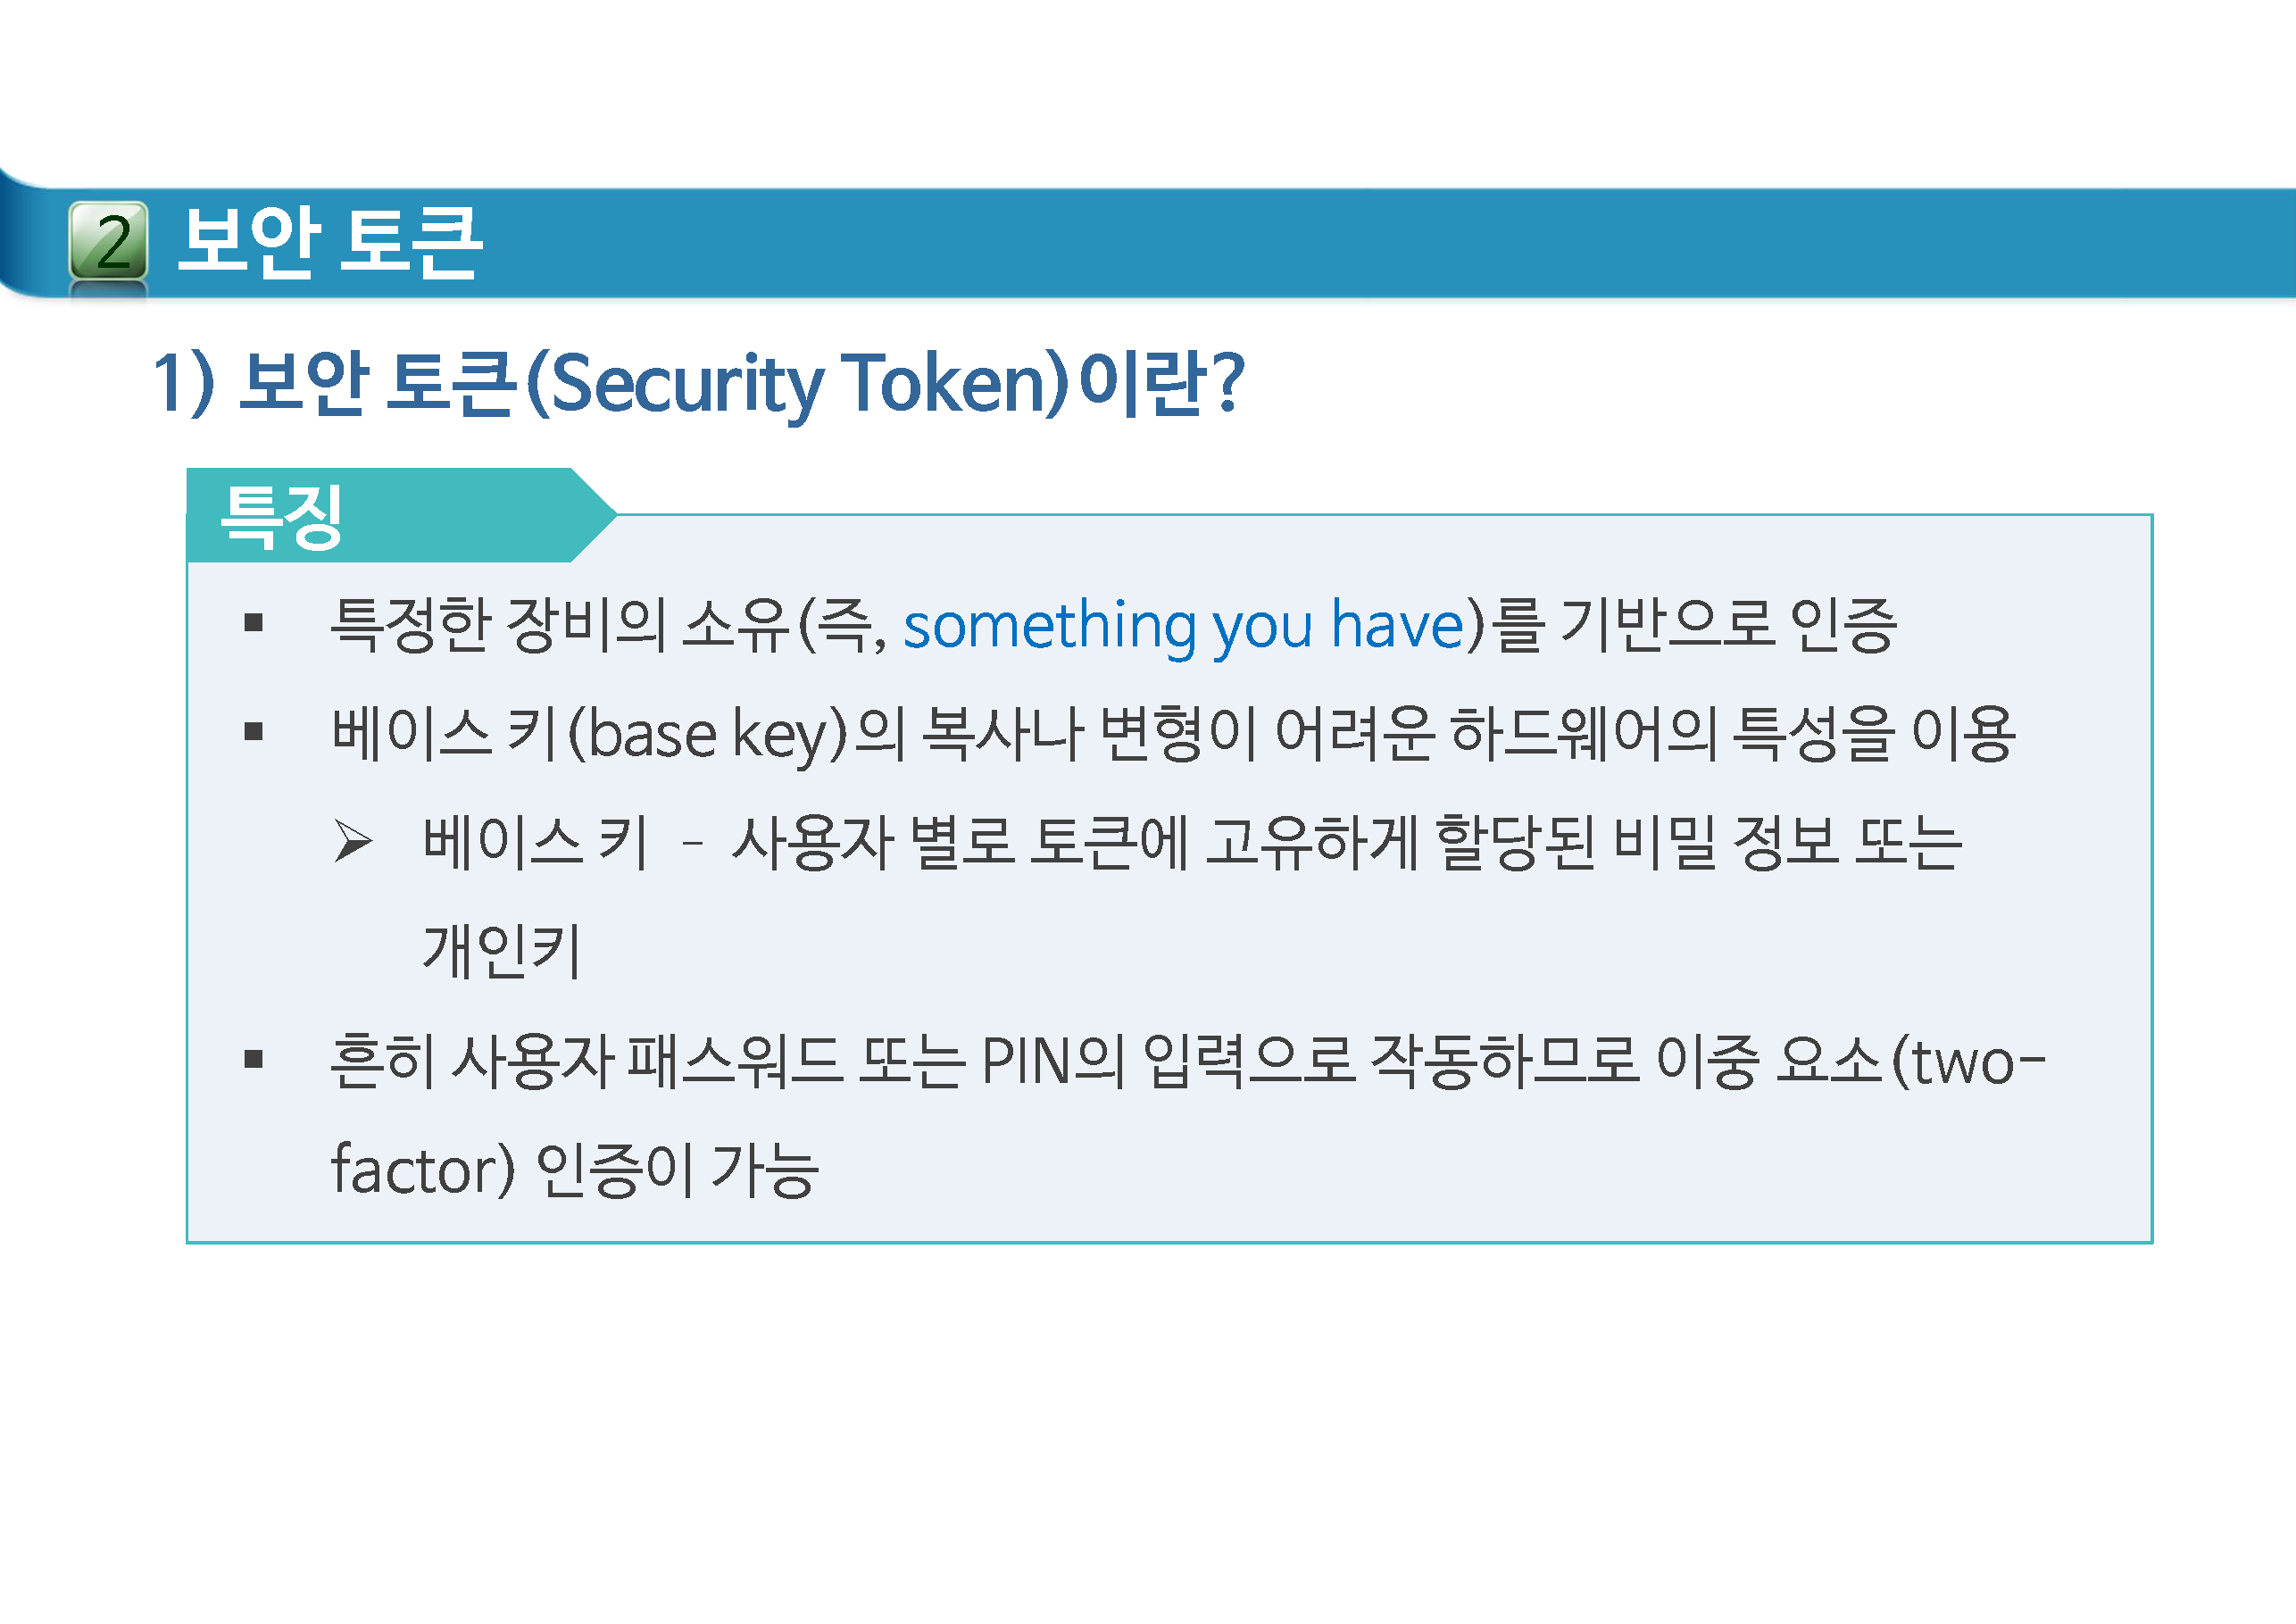 2 보안 토큰
1) 보안 토큰(Security Token)이란?
특징
▪ 특정한 장비의 소유(즉, something you have)를 기반으로 인증
▪ 베이스 키(base key)의 복사나 변형이 어려운 하드웨어의 특성을 이용
➢ 베이스 키 – 사용자 별로 토큰에 고유하게 할당된 비밀 정보 또는
개인키
▪ 흔히 사용자 패스워드 또는 PIN의 입력으로 작동하므로 이중 요소(two-
factor) 인증이 가능